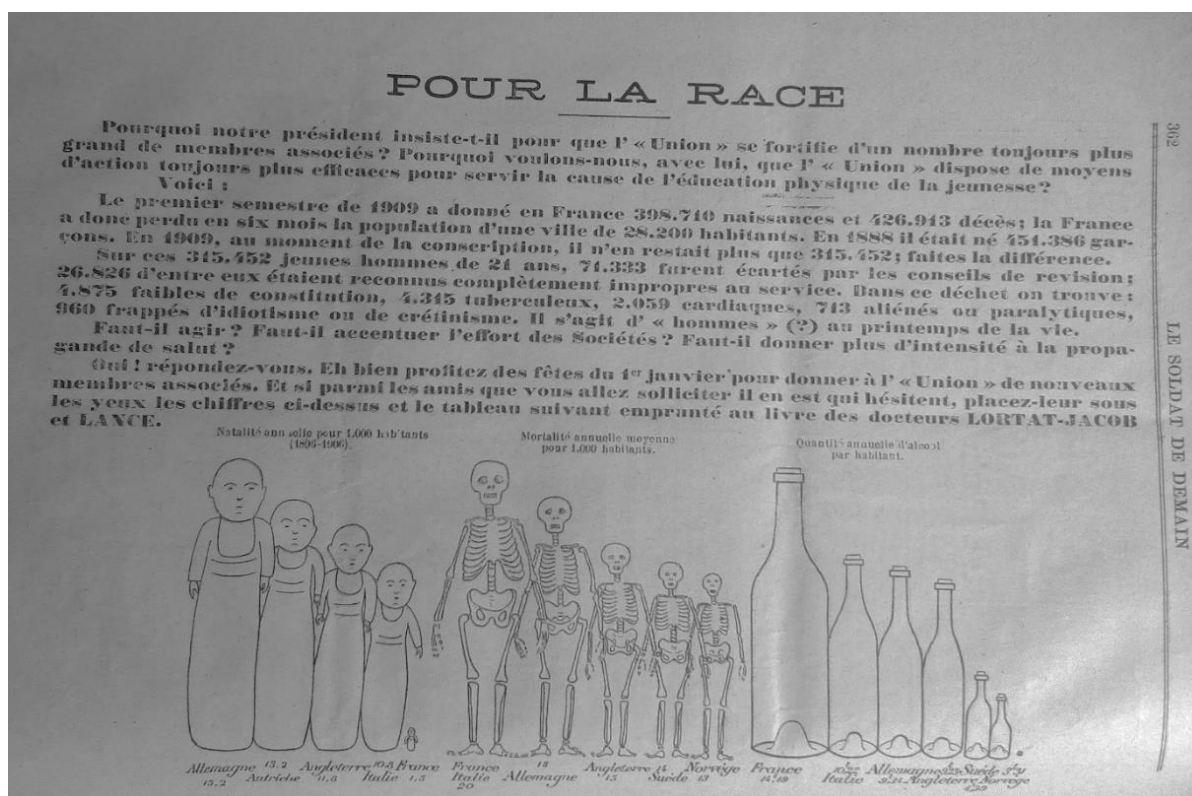 POUR LA RACE
Pourquoi notre président insiste-t-il pour que l' « Union » se fortifie d'un nombre toujours plus
grand de membres associés ? Pourquoi voulons-nous, avec lui, que l' « Union » dispose de moyens
d'action toujours plus efficaces pour servir la cause de l'éducation physique de la jeunesse ?
Voici :
Le premier semestre de 1909 a donné en France 398.710 naissances et 426.913 décès; la France
a donc perdu en six mois la population d'une ville de 28.200 habitants. En 1888 il était né 451.386 gar-
çons. En 1909, au moment de la conscription, il n'en restait plus que 315.452; faites la différence.
Sur ces 315.452 jeunes hommes de 21 ans, 71.333 furent écartés par les conseils de revision;
26.826 d'entre eux étaient reconnus complètement impropres au service. Dans ce déchet on trouve :
4.875 faibles de constitution, 4.315 tuberculeux, 2.059 cardiaques, 713 aliénés ou paralytiques,
960 frappés d'idiotisme ou de crétinisme. Il s'agit d' « hommes » (?) au printemps de la vie.
Faut-il agir ? Faut-il accentuer l'effort des Sociétés ? Faut-il donner plus d'intensité à la propa-
gande de salut ?
Oui ! répondez-vous. Eh bien profitez des fêtes du 1er janvier pour donner à l' « Union » de nouveaux
membres associés. Et si parmi les amis que vous allez solliciter il en est qui hésitent, placez-leur sous
les yeux les chiffres ci-dessus et le tableau suivant emprunté au livre des docteurs LORTAT-JACOB
et LANCE.
Natalité annuelle pour 1.000 hab'tants
(1896-1906).
Mortalité annuelle moyenne
pour 1.000 habitants.
Quantité annuelle d'alcool
par habitant.
Allemagne 13.2 Angleterre 10.8 France
15.2 Autriche 11.6 Italie 1.5
France 18 Angleterre 14 Norvège
Italie Allemagne 15 Suède 13
20
France Allemagne Suède
Italie Angleterre Norvège
362
LE SOLDAT DE DEMAIN